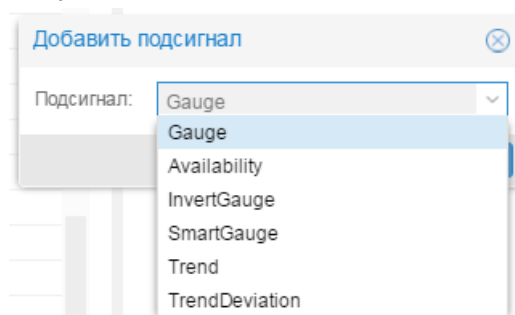 Добавить подсигнал
Подсигнал: Gauge
Gauge
Availability
InvertGauge
SmartGauge
Trend
TrendDeviation